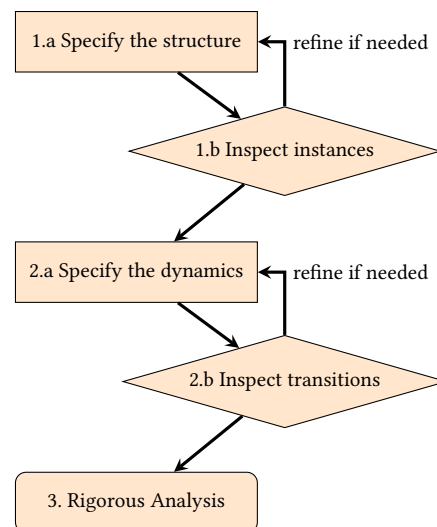 1.a Specify the structure
refine if needed
1.b Inspect instances
2.a Specify the dynamics
refine if needed
2.b Inspect transitions
3. Rigorous Analysis